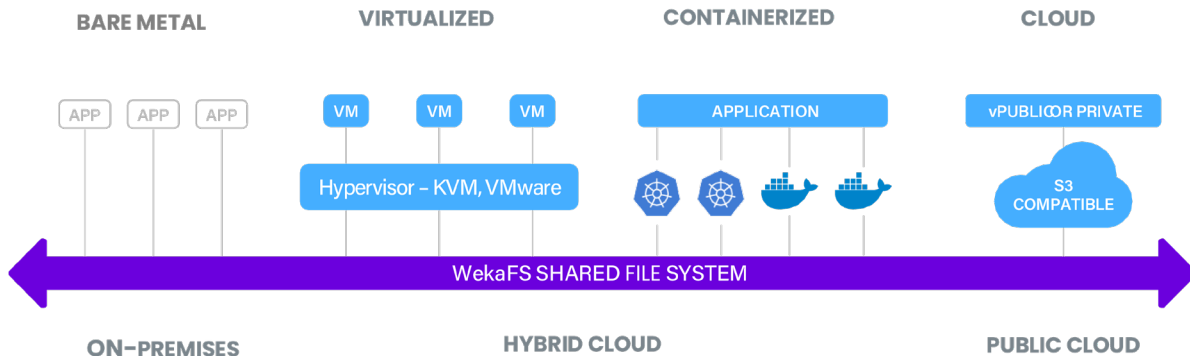 BARE METAL
VIRTUALIZED
CONTAINERIZED
CLOUD
APP
APP
APP
VM
VM
VM
APPLICATION
vPUBLICOR PRIVATE
Hypervisor – KVM, VMware
S3
COMPATIBLE
WekaFS SHARED FILE SYSTEM
ON-PREMISES
HYBRID CLOUD
PUBLIC CLOUD